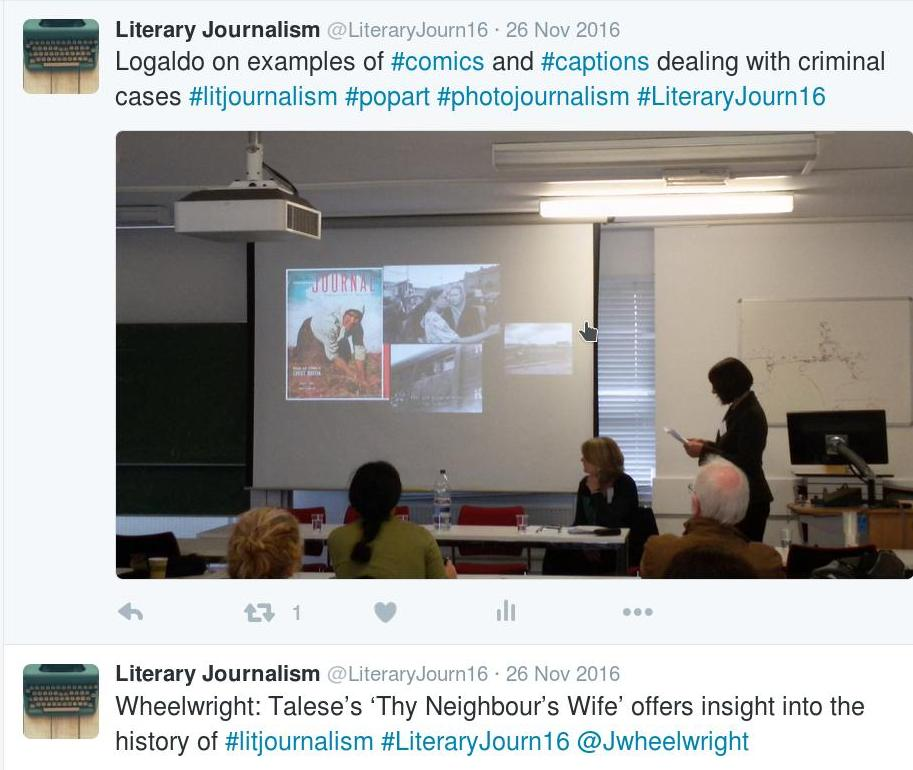 Literary Journalism @LiteraryJourn16 · 26 Nov 2016
Logaldo on examples of #comics and #captions dealing with criminal
cases #litjournalism #popart #photojournalism #LiteraryJourn16
JOURNAL
1
Literary Journalism @LiteraryJourn16 · 26 Nov 2016
Wheelwright: Talese’s ‘Thy Neighbour’s Wife’ offers insight into the
history of #litjournalism #LiteraryJourn16 @Jwheelwright